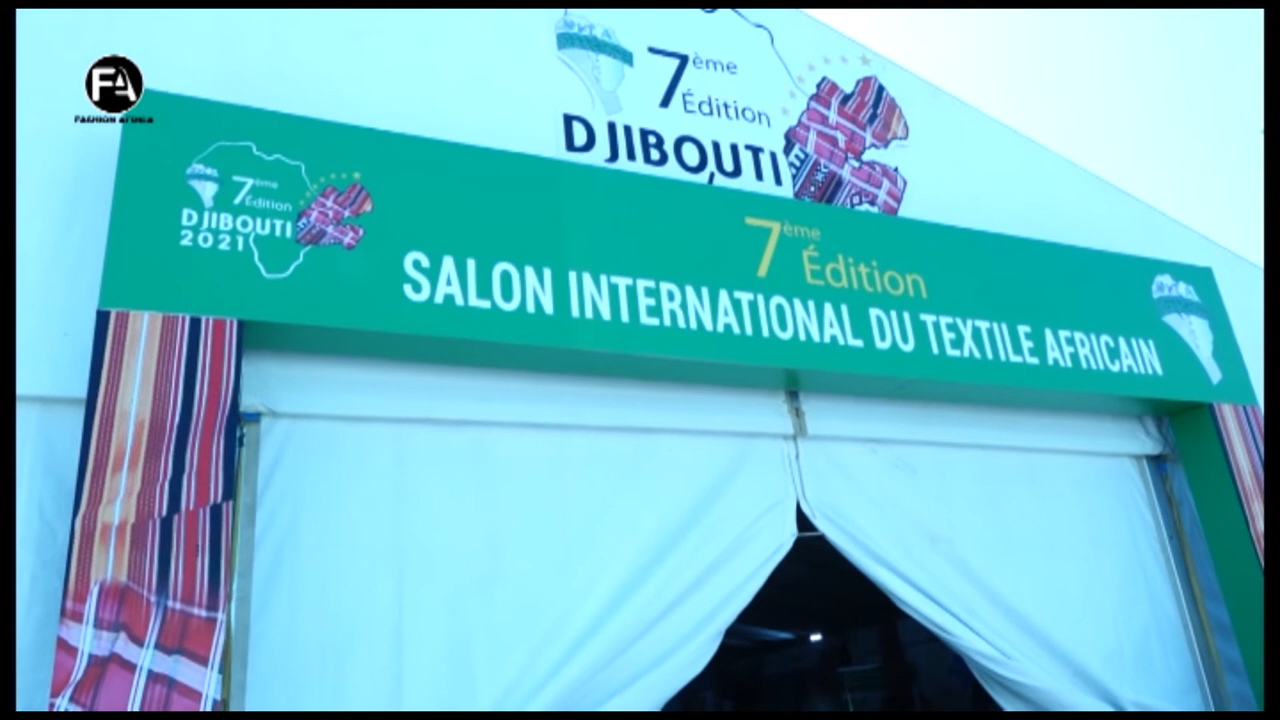 FA
FASHION AFRICA
7ème
Édition
DJIBOUTI
7ème
Édition
DJIBOUTI
2021
7ème
Édition
SALON INTERNATIONAL DU TEXTILE AFRICAIN